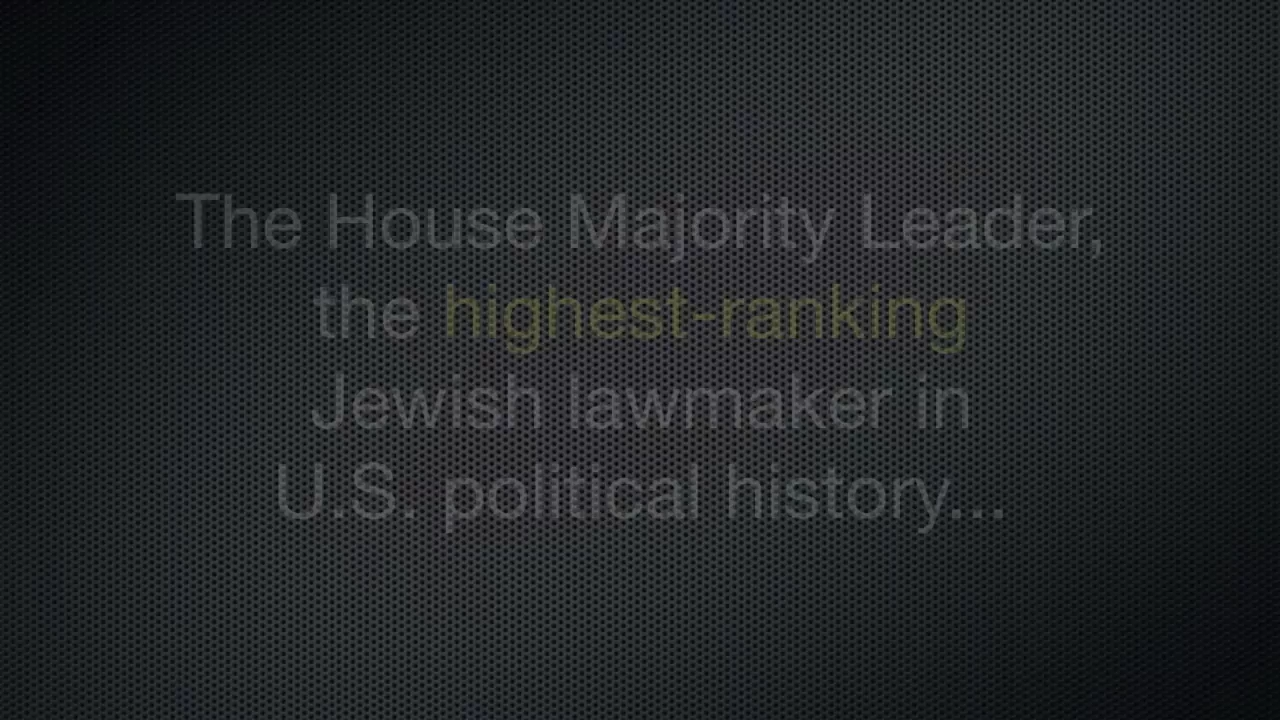 The House Majority Leader,
the highest-ranking
Jewish lawmaker in
U.S. political history...